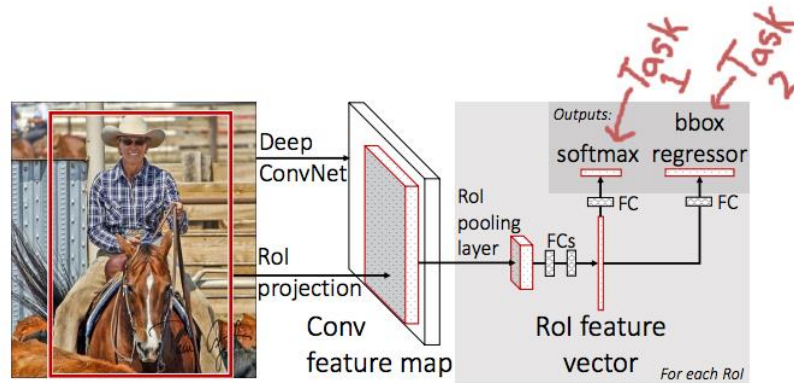 Task
1
Task
2
Outputs:
softmax
bbox
regressor
Deep
ConvNet
RoI
projection
Conv
feature map
RoI
pooling
layer
FCs
FC
FC
RoI feature
vector
For each RoI